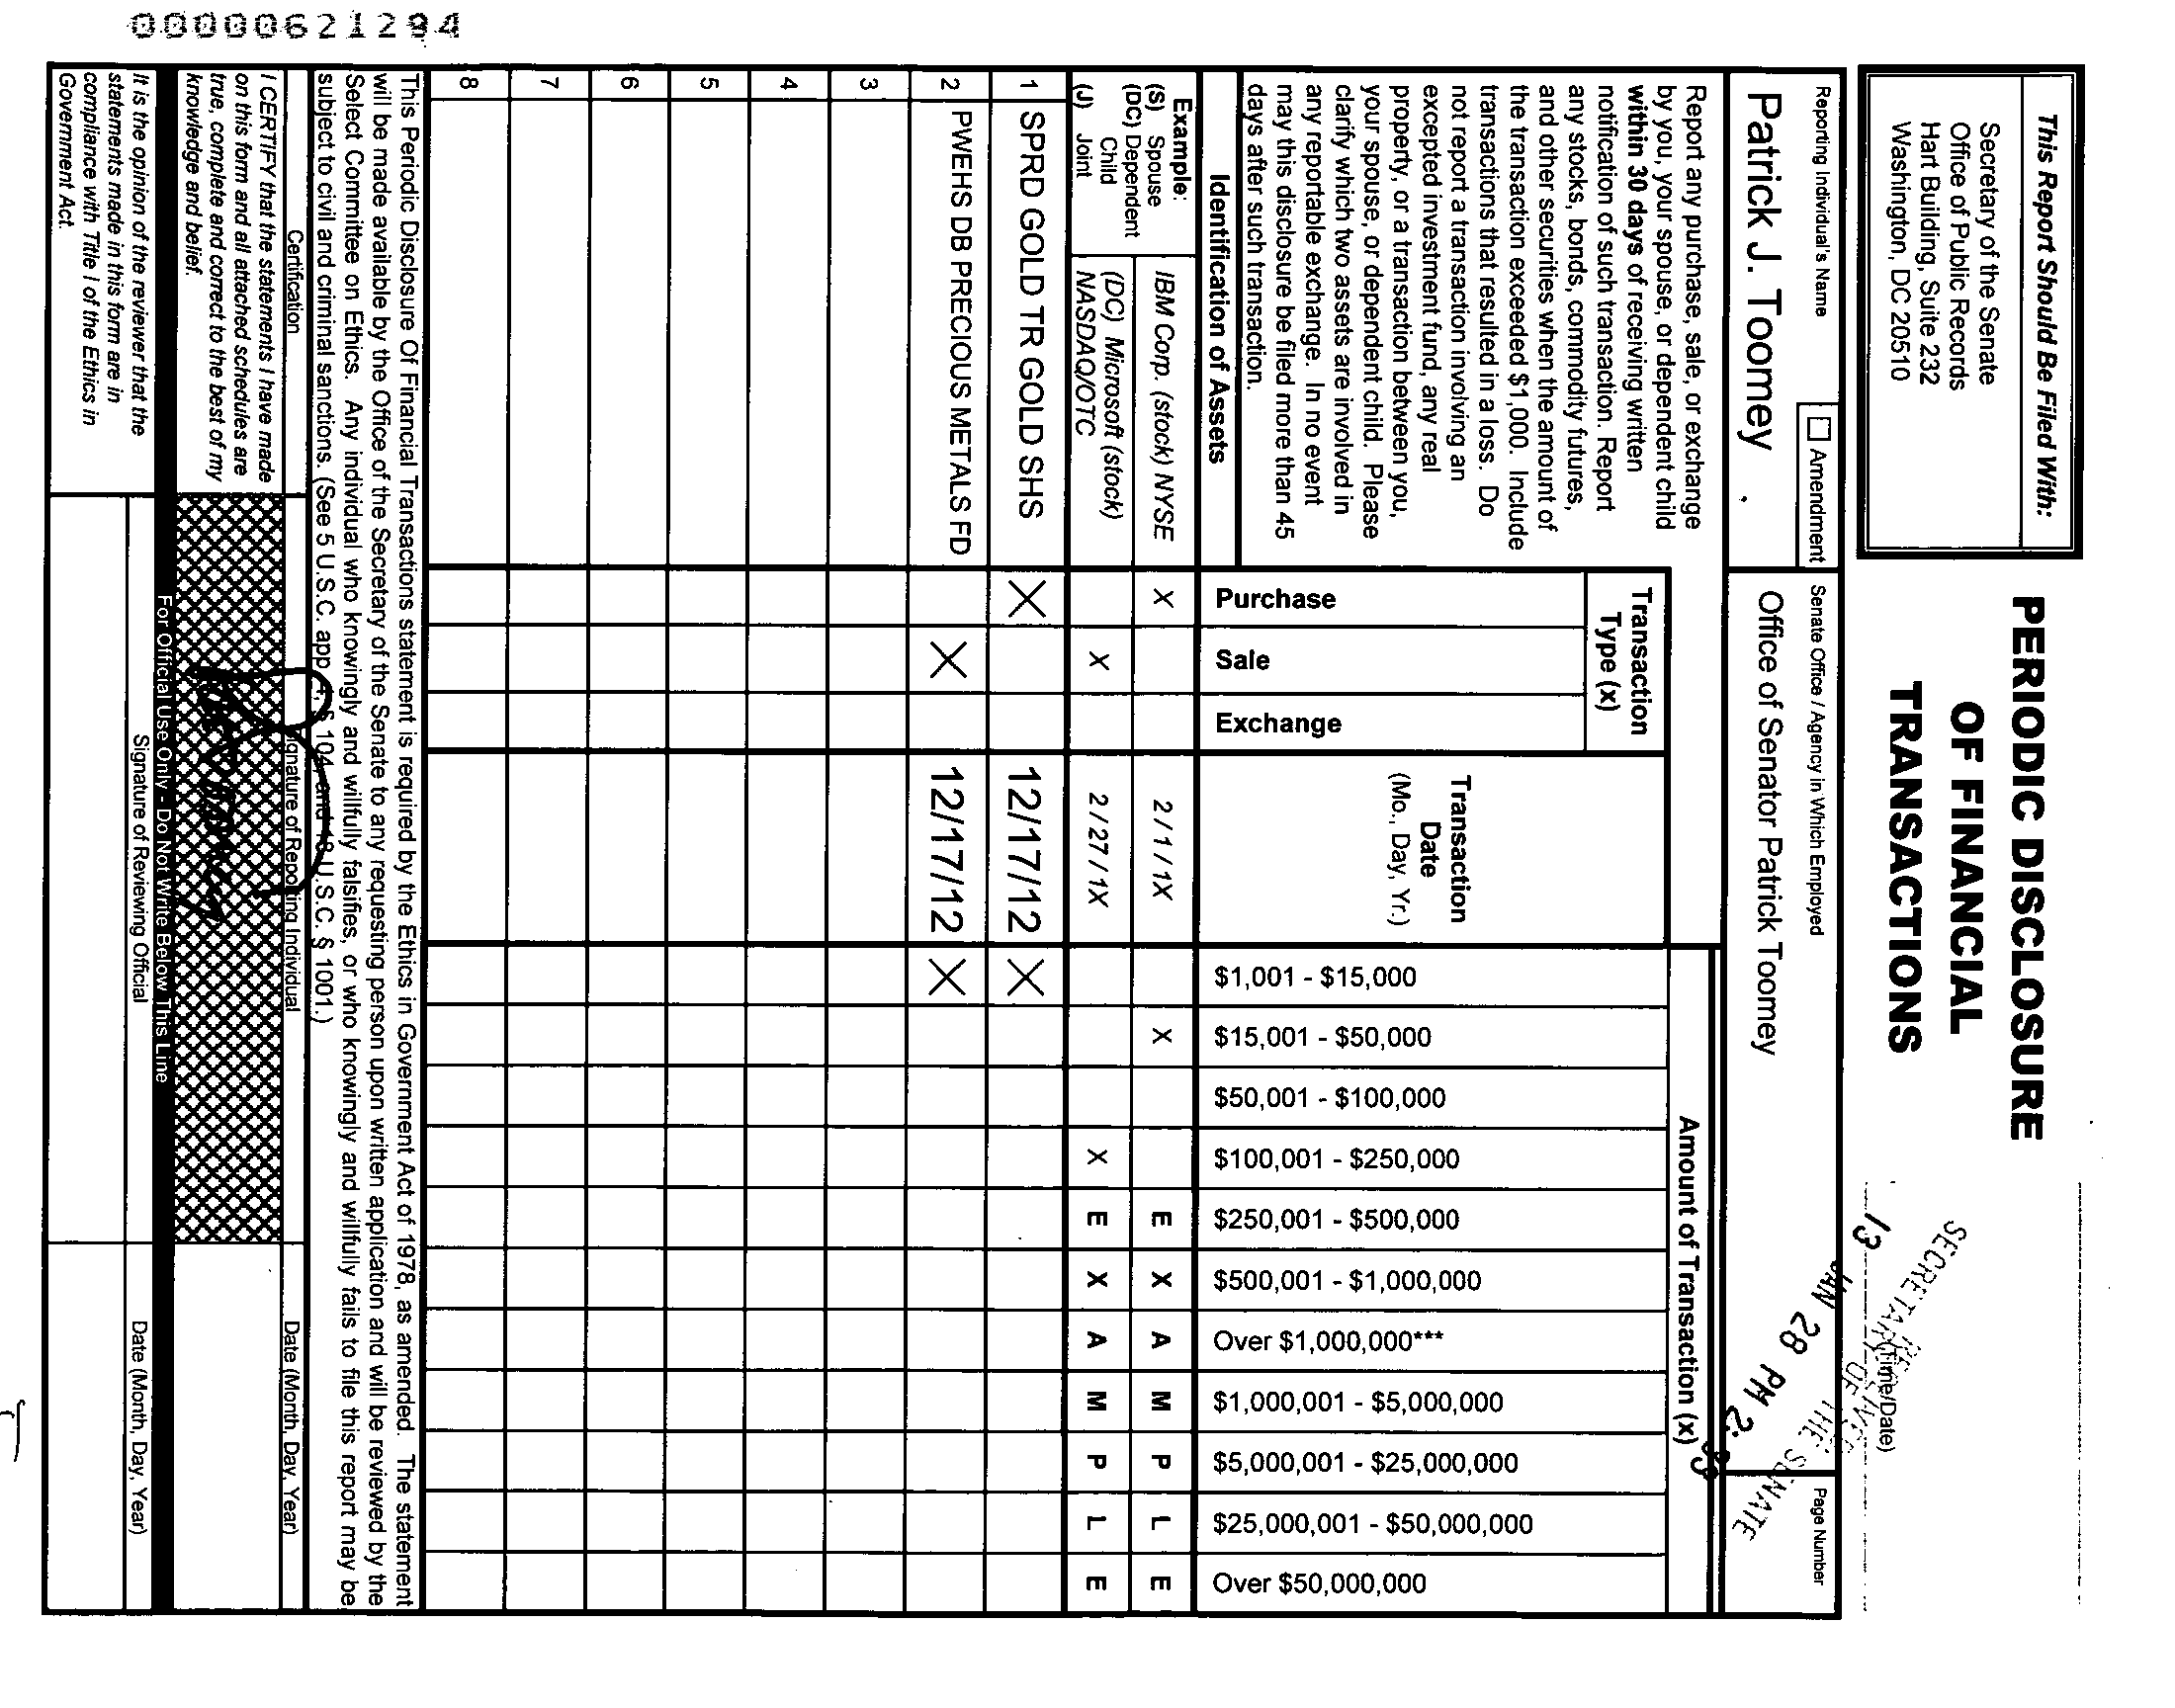 00000621294
This Report Should Be Filed With:
Secretary of the Senate
Office of Public Records
Hart Building, Suite 232
Washington, DC 20510
PERIODIC DISCLOSURE
OF FINANCIAL
TRANSACTIONS
SECRETARY OF THE SENATE
(Time/Date)
13 JAN 28 PM 2:
Reporting Individual's Name
Amendment
Patrick J. Toomey
Senate Office / Agency in Which Employed
Office of Senator Patrick Toomey
Page Number
Report any purchase, sale, or exchange
by you, your spouse, or dependent child
within 30 days of receiving written
notification of such transaction. Report
any stocks, bonds, commodity futures,
and other securities when the amount of
the transaction exceeded $1,000. Include
transactions that resulted in a loss. Do
not report a transaction involving an
excepted investment fund, any real
property, or a transaction between you,
your spouse, or dependent child. Please
clarify which two assets are involved in
any reportable exchange. In no event
may this disclosure be filed more than 45
days after such transaction.
Identification of Assets
Transaction
Type (x)
Purchase
Sale
Exchange
Transaction
Date
(Mo., Day, Yr.)
Amount of Transaction (x)
$1,001 - $15,000
$15,001 - $50,000
$50,001 - $100,000
$100,001 - $250,000
$250,001 - $500,000
$500,001 - $1,000,000
Over $1,000,000***
$1,000,001 - $5,000,000
$5,000,001 - $25,000,000
$25,000,001 - $50,000,000
Over $50,000,000
Example:
(S) Spouse
(DC) Dependent
Child
(J) Joint
IBM Corp. (stock) NYSE X 2 / 1 / 1X X E X A M P L E
(DC) Microsoft (stock)
NASDAQ/OTC X 2 / 27 / 1X X E X A M P L E
1 SPRD GOLD TR GOLD SHS X 12/17/12 X
2 PWEHS DB PRECIOUS METALS FD X 12/17/12 X
3
4
5
6
7
8
This Periodic Disclosure Of Financial Transactions statement is required by the Ethics in Government Act of 1978, as amended. The statement
will be made available by the Office of the Secretary of the Senate to any requesting person upon written application and will be reviewed by the
Select Committee on Ethics. Any individual who knowingly and willfully falsifies, or who knowingly and willfully fails to file this report may be
subject to civil and criminal sanctions. (See 5 U.S.C. app. 4, § 104, and 18 U.S.C. § 1001.)
Certification
Signature of Reporting Individual
Date (Month, Day, Year)
I CERTIFY that the statements I have made
on this form and all attached schedules are
true, complete and correct to the best of my
knowledge and belief.
For Official Use Only - Do Not Write Below This Line
It is the opinion of the reviewer that the
statements made in this form are in
compliance with Title I of the Ethics in
Government Act.
Signature of Reviewing Official
Date (Month, Day, Year)